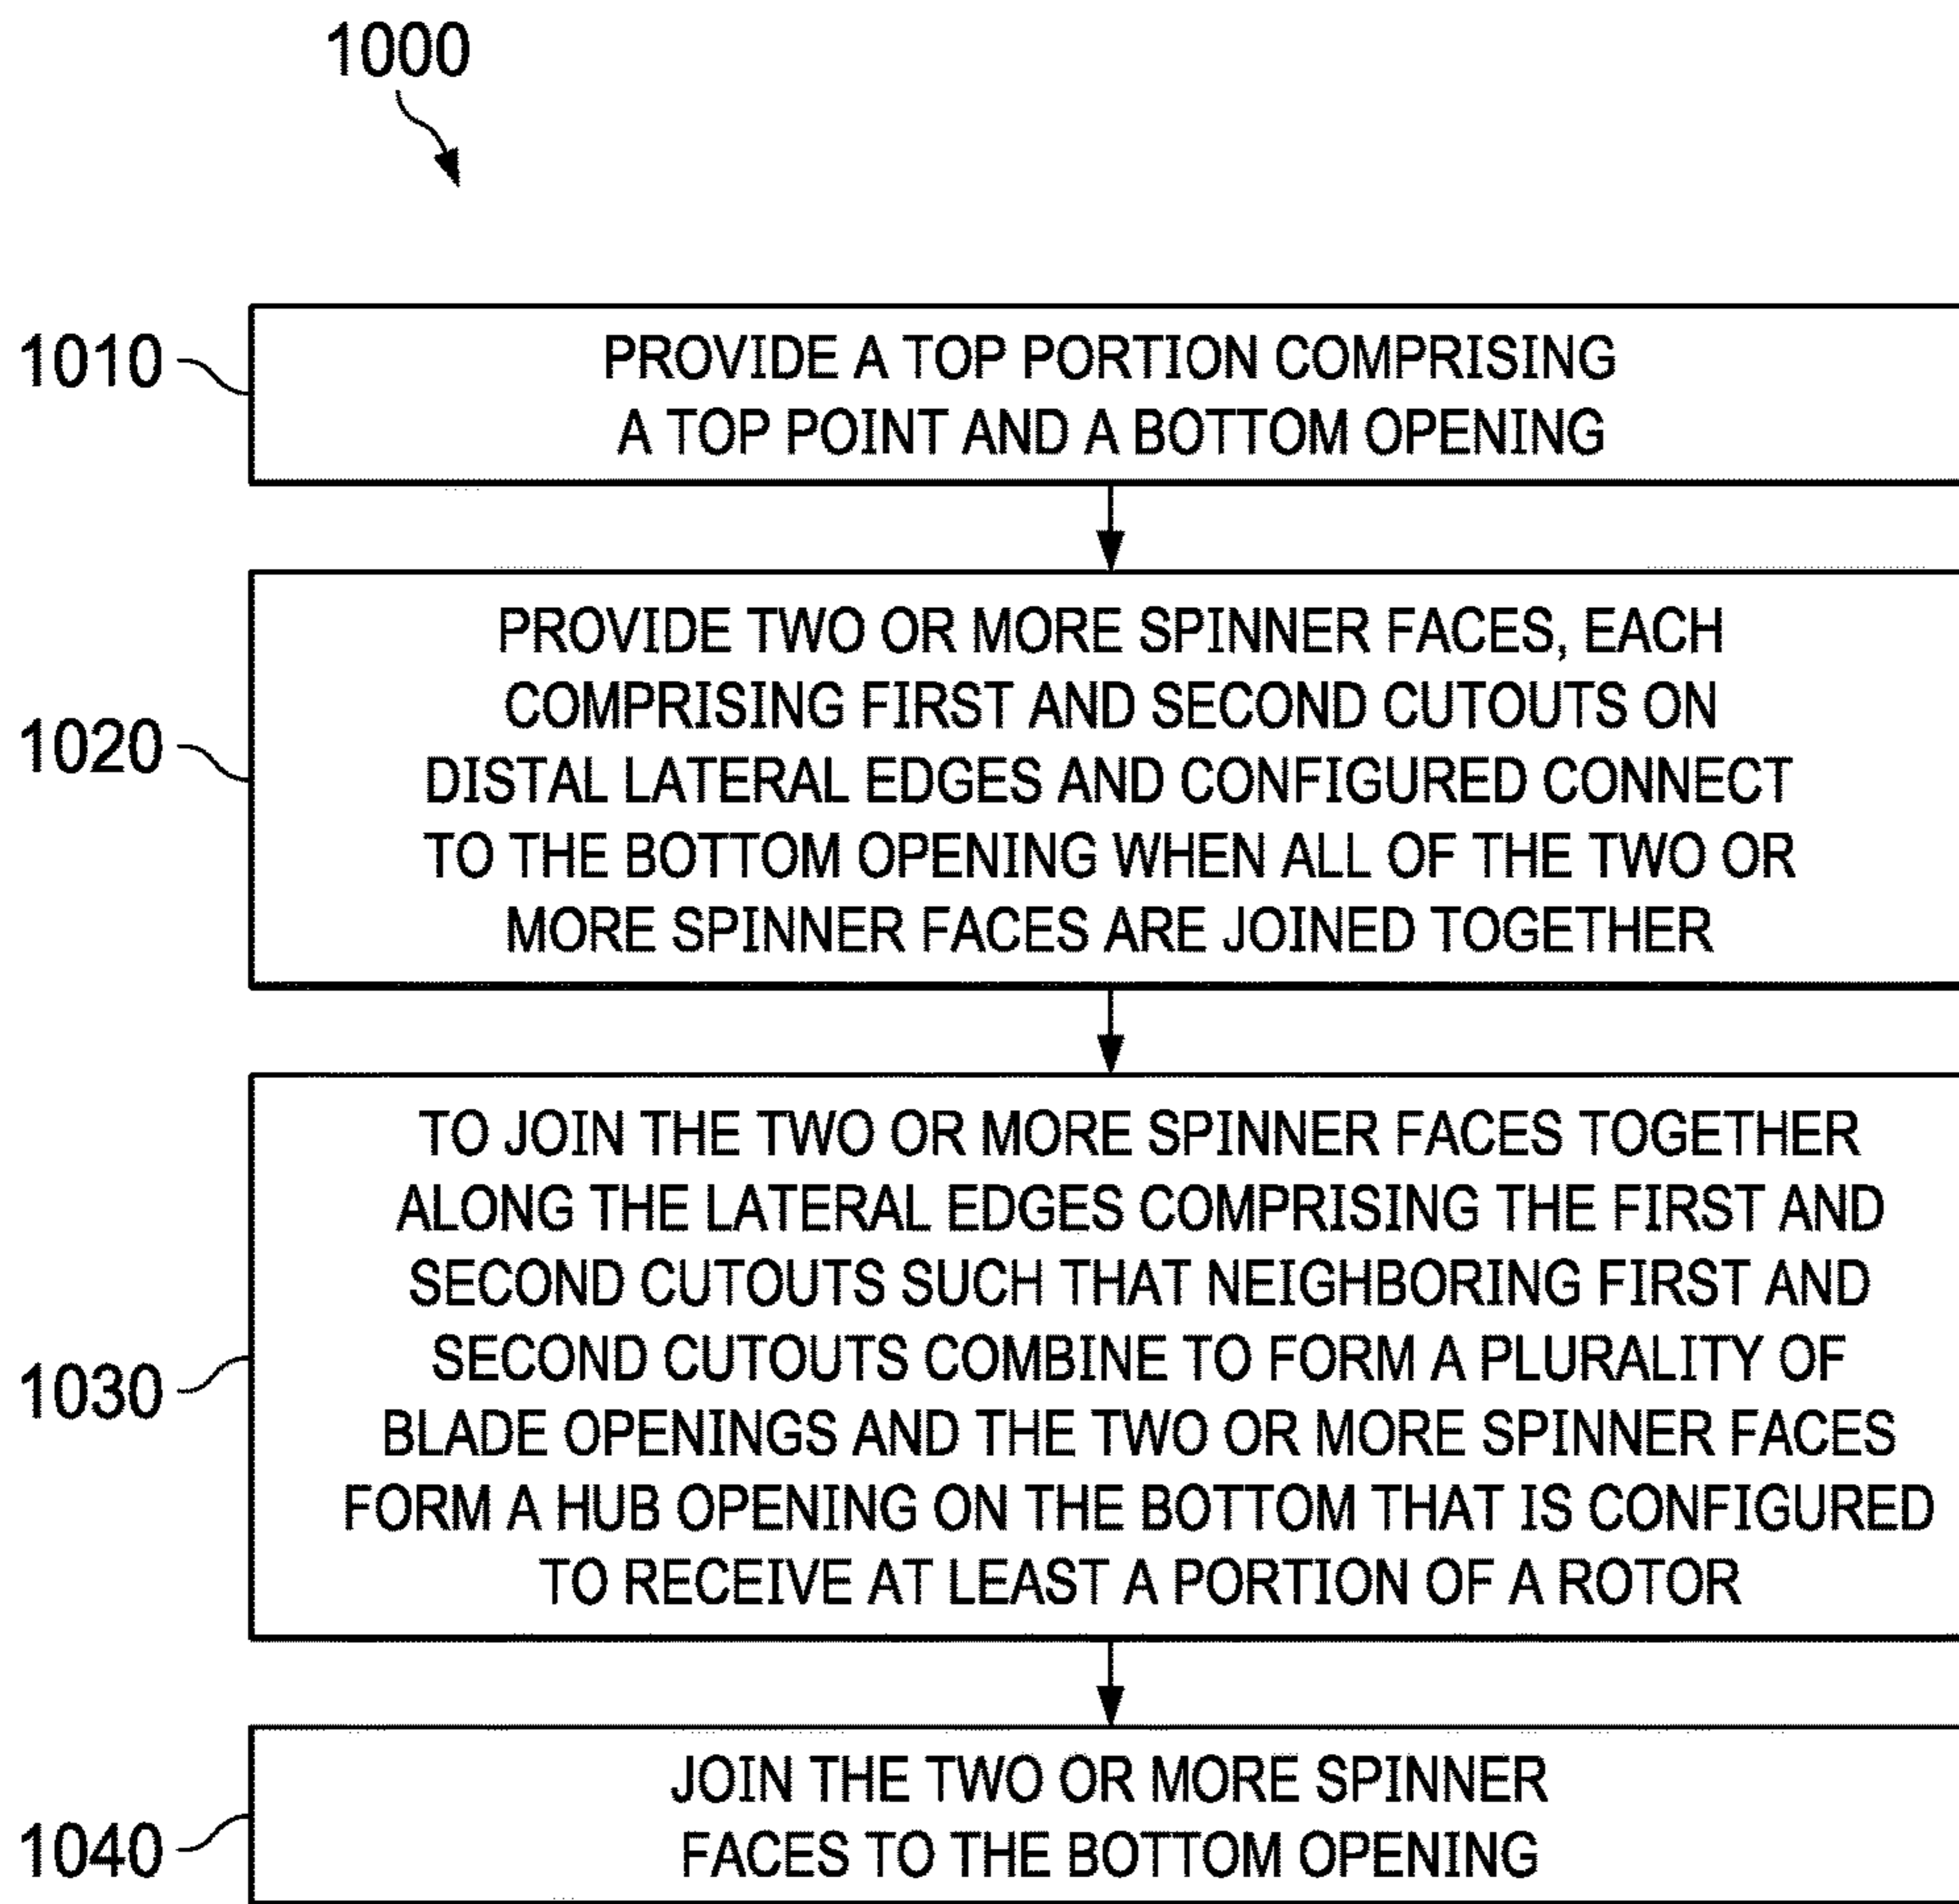 1000
1010
PROVIDE A TOP PORTION COMPRISING
A TOP POINT AND A BOTTOM OPENING
1020
PROVIDE TWO OR MORE SPINNER FACES, EACH
COMPRISING FIRST AND SECOND CUTOUTS ON
DISTAL LATERAL EDGES AND CONFIGURED CONNECT
TO THE BOTTOM OPENING WHEN ALL OF THE TWO OR
MORE SPINNER FACES ARE JOINED TOGETHER
1030
TO JOIN THE TWO OR MORE SPINNER FACES TOGETHER
ALONG THE LATERAL EDGES COMPRISING THE FIRST AND
SECOND CUTOUTS SUCH THAT NEIGHBORING FIRST AND
SECOND CUTOUTS COMBINE TO FORM A PLURALITY OF
BLADE OPENINGS AND THE TWO OR MORE SPINNER FACES
FORM A HUB OPENING ON THE BOTTOM THAT IS CONFIGURED
TO RECEIVE AT LEAST A PORTION OF A ROTOR
1040
JOIN THE TWO OR MORE SPINNER
FACES TO THE BOTTOM OPENING